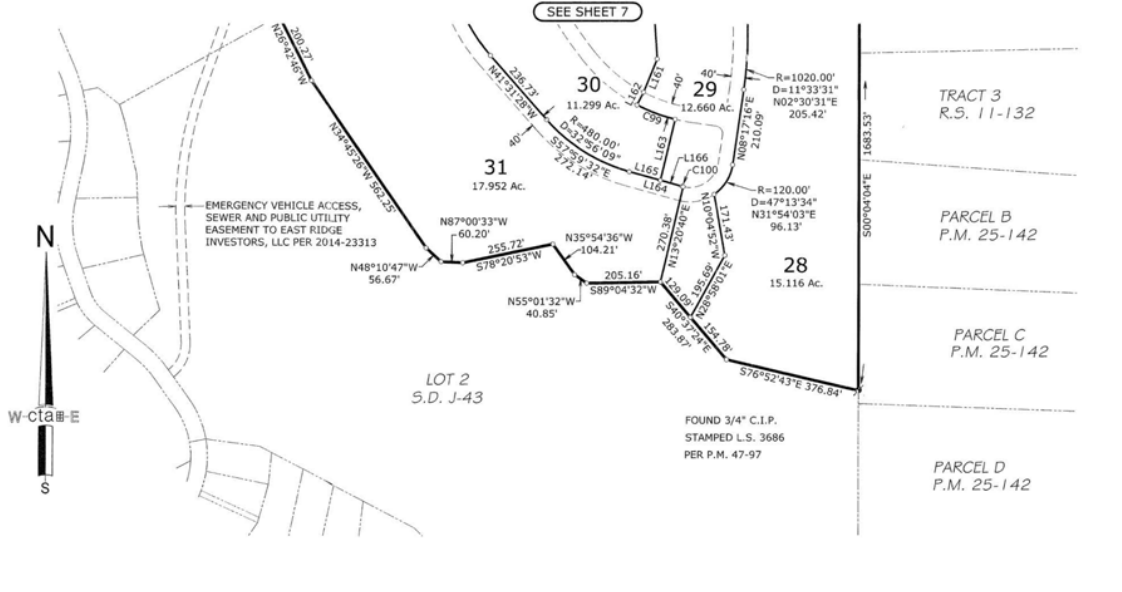 SEE SHEET 7
200.27'
N26°42'46"W
N34°45'26"W 562.25'
236.73'
N41°31'28"W
40'
30
11.299 Ac.
R=480.00'
D=32°56'09"
S57°59'32"E
272.14'
L161
L162
40'
C99
29
12.660 Ac.
40'
L163
L166
C100
L165
L164
R=1020.00'
D=11°33'31"
N02°30'31"E
205.42'
N08°17'16"E
210.09'
R=120.00'
D=47°13'34"
N31°54'03"E
96.13'
31
17.952 Ac.
EMERGENCY VEHICLE ACCESS,
SEWER AND PUBLIC UTILITY
EASEMENT TO EAST RIDGE
INVESTORS, LLC PER 2014-23313
N48°10'47"W
56.67'
N87°00'33"W
60.20'
255.72'
S78°20'53"W
N35°54'36"W
104.21'
N55°01'32"W
40.85'
205.16'
S89°04'32"W
270.38'
N13°20'40"E
N10°04'52"W
171.43'
195.69'
N28°58'01"E
129.09'
S40°37'24"E
283.87'
154.78'
S76°52'43"E 376.84'
28
15.116 Ac.
S00°04'04"E
1683.53'
TRACT 3
R.S. 11-132
PARCEL B
P.M. 25-142
PARCEL C
P.M. 25-142
PARCEL D
P.M. 25-142
LOT 2
S.D. J-43
FOUND 3/4" C.I.P.
STAMPED L.S. 3686
PER P.M. 47-97
N
W cta E
S